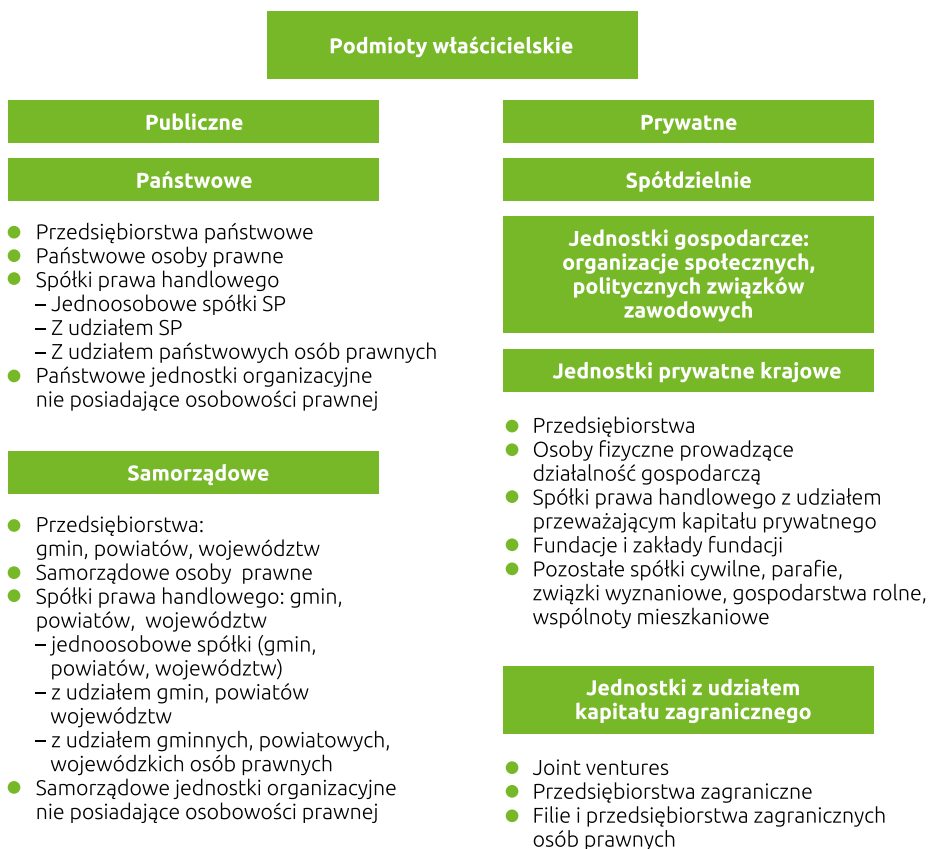 Podmioty właścicielskie
Publiczne
Państwowe
Przedsiębiorstwa państwowe
Państwowe osoby prawne
Spółki prawa handlowego
– Jednoosobowe spółki SP
– Z udziałem SP
– Z udziałem państwowych osób prawnych
Państwowe jednostki organizacyjne
nie posiadające osobowości prawnej
Samorządowe
Przedsiębiorstwa:
gmin, powiatów, województw
Samorządowe osoby prawne
Spółki prawa handlowego: gmin,
powiatów, województw
– jednoosobowe spółki (gmin,
powiatów, województw)
– z udziałem gmin, powiatów
województw
– z udziałem gminnych, powiatowych,
wojewódzkich osób prawnych
Samorządowe jednostki organizacyjne
nie posiadające osobowości prawnej
Prywatne
Spółdzielnie
Jednostki gospodarcze:
organizacje społecznych,
politycznych związków
zawodowych
Jednostki prywatne krajowe
Przedsiębiorstwa
Osoby fizyczne prowadzące
działalność gospodarczą
Spółki prawa handlowego z udziałem
przeważającym kapitału prywatnego
Fundacje i zakłady fundacji
Pozostałe spółki cywilne, parafie,
związki wyznaniowe, gospodarstwa rolne,
wspólnoty mieszkaniowe
Jednostki z udziałem
kapitału zagranicznego
Joint ventures
Przedsiębiorstwa zagraniczne
Filie i przedsiębiorstwa zagranicznych
osób prawnych